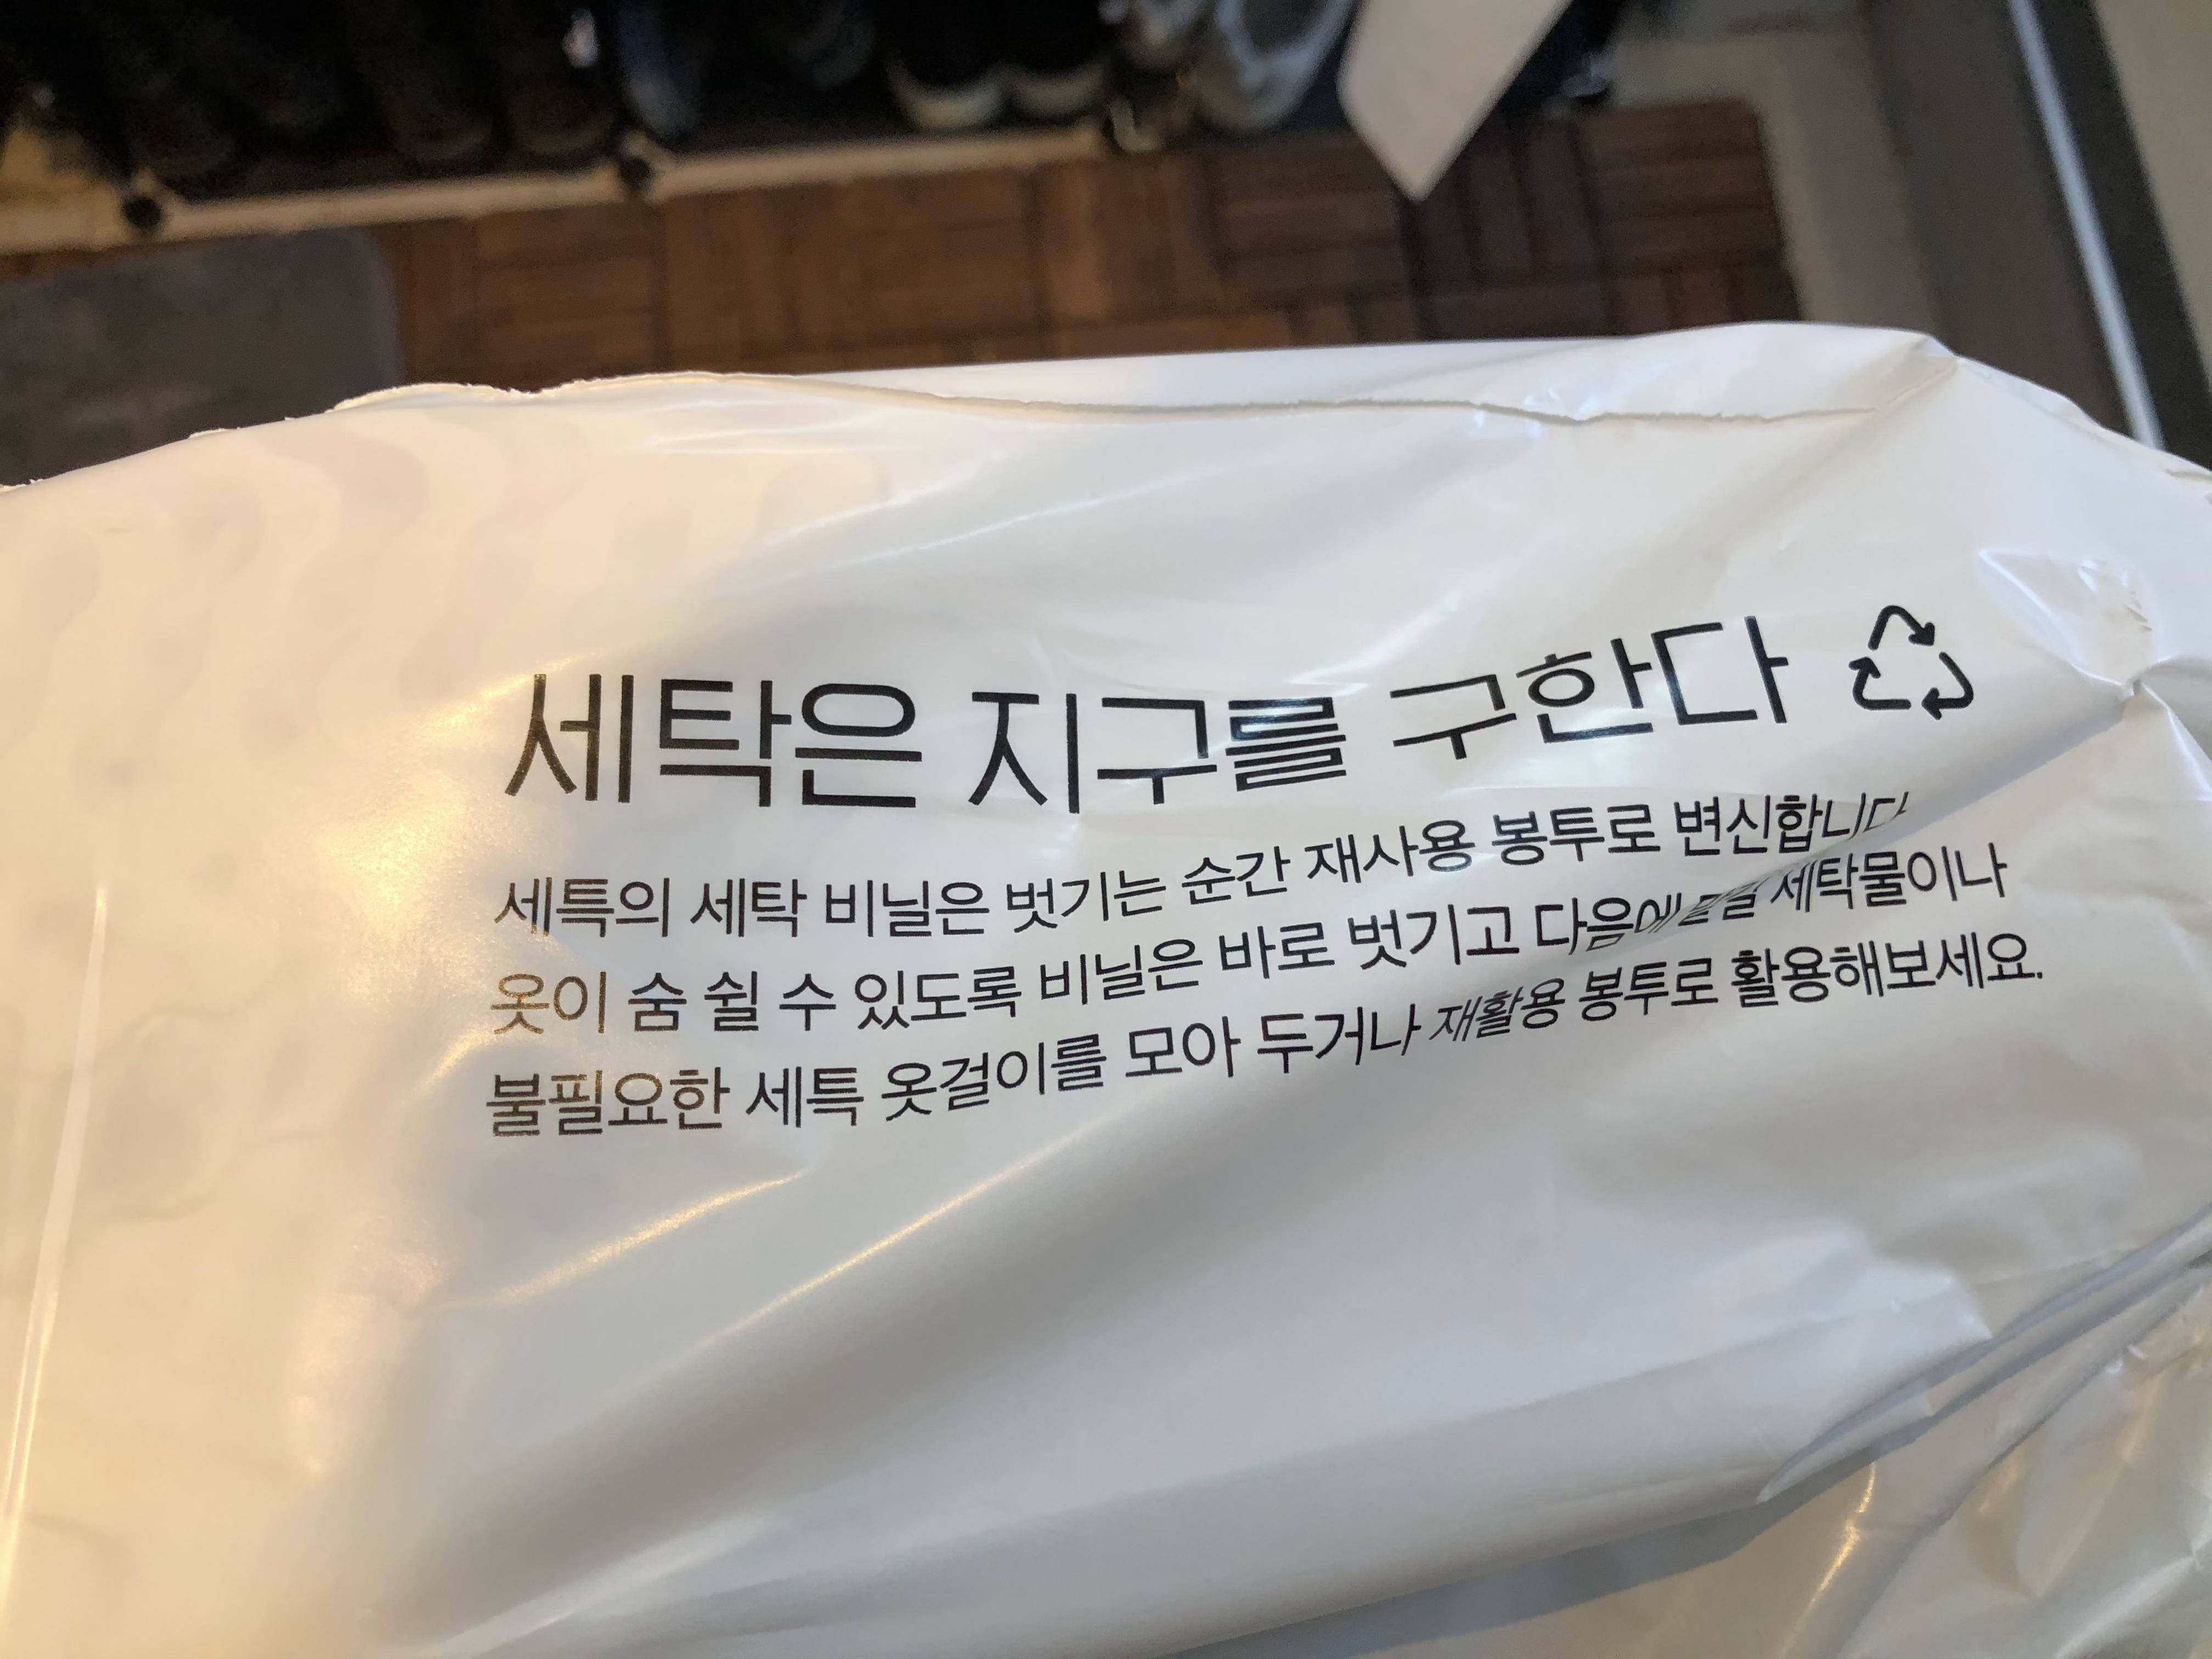 세탁은 지구를 구한다
세특의 세탁 비닐은 벗기는 순간 재사용 봉투로 변신합니다
옷이 숨 쉴 수 있도록 비닐은 바로 벗기고 다음에 세탁물이나
불필요한 세특 옷걸이를 모아 두거나 재활용 봉투로 활용해보세요.